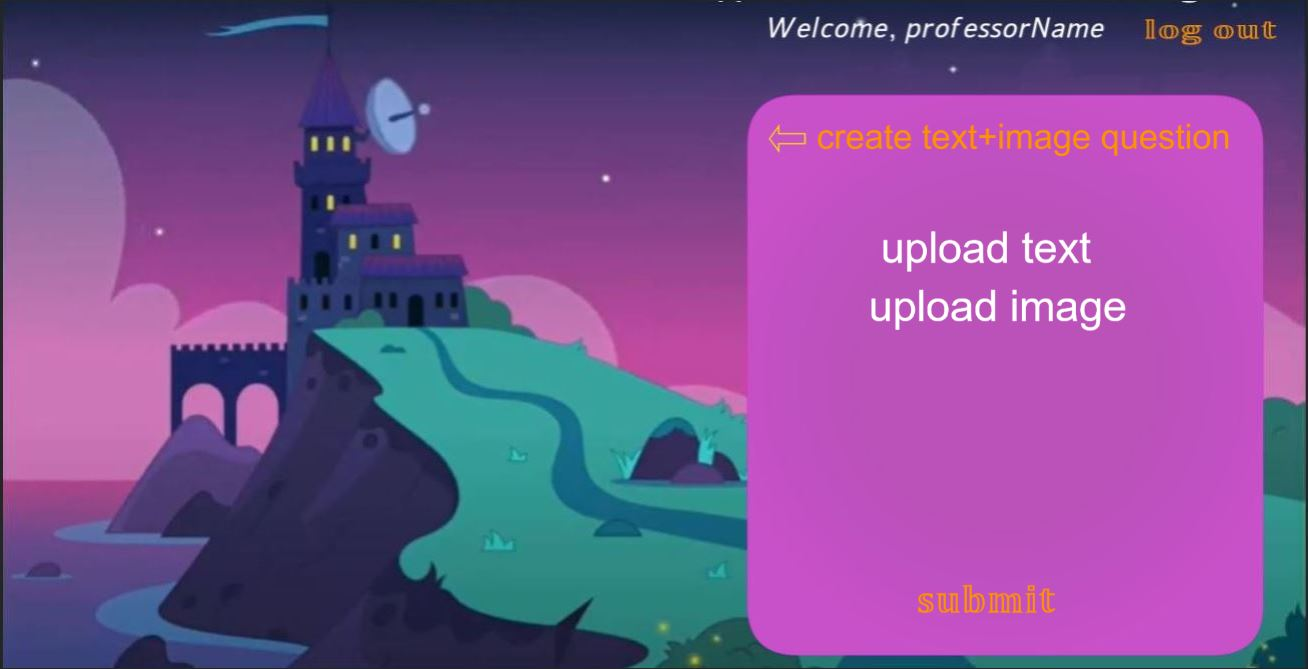 Welcome, professorName
log out
⇦ create text+image question
upload text
upload image
submit